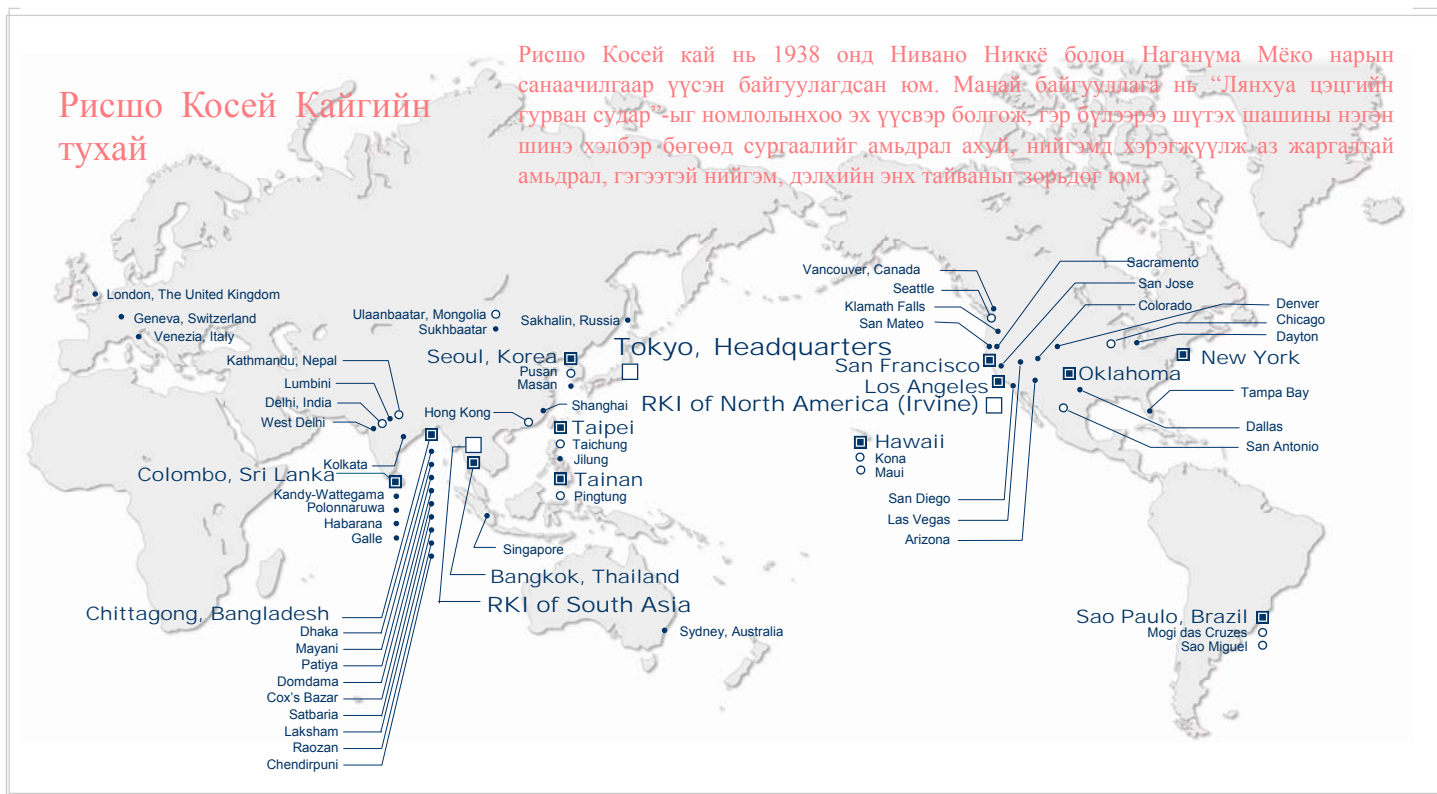 Рисшо Косей Кайгийн
тухай
Рисшо Косей кай нь 1938 онд Нивано Никкё болон Наганума Мёко нарын
санаачилгаар үүсэн байгуулагдсан юм. Манай байгууллага нь “Лянхуа цэцгийн
гурван судар”-ыг номлолынхоо эх үүсвэр болгож, гэр бүлээрээ шүтэх шашины нэгэн
шинэ хэлбэр бөгөөд сургаалийг амьдрал ахуй, нийгэмд хэрэгжүүлж аз жаргалтай
амьдрал, гэгээтэй нийгэм, дэлхийн энх тайваныг зорьдог юм.
London, The United Kingdom
Geneva, Switzerland
Venezia, Italy
Ulaanbaatar, Mongolia
Sukhbaatar
Sakhalin, Russia
Kathmandu, Nepal
Lumbini
Delhi, India
West Delhi
Seoul, Korea
Pusan
Masan
Tokyo, Headquarters
Hong Kong
Shanghai
RKI of North America (Irvine)
Taipei
Taichung
Jilung
Tainan
Pingtung
Kolkata
Colombo, Sri Lanka
Kandy-Wattegama
Polonnaruwa
Habarana
Galle
Singapore
Bangkok, Thailand
RKI of South Asia
Chittagong, Bangladesh
Dhaka
Mayani
Patiya
Domdama
Cox's Bazar
Satbaria
Laksham
Raozan
Chendirpuni
Sydney, Australia
Vancouver, Canada
Seattle
Klamath Falls
San Mateo
San Francisco
Los Angeles
Sacramento
San Jose
Colorado
Denver
Chicago
Dayton
New York
Oklahoma
Tampa Bay
Dallas
San Antonio
Hawaii
Kona
Maui
San Diego
Las Vegas
Arizona
Sao Paulo, Brazil
Mogi das Cruzes
Sao Miguel